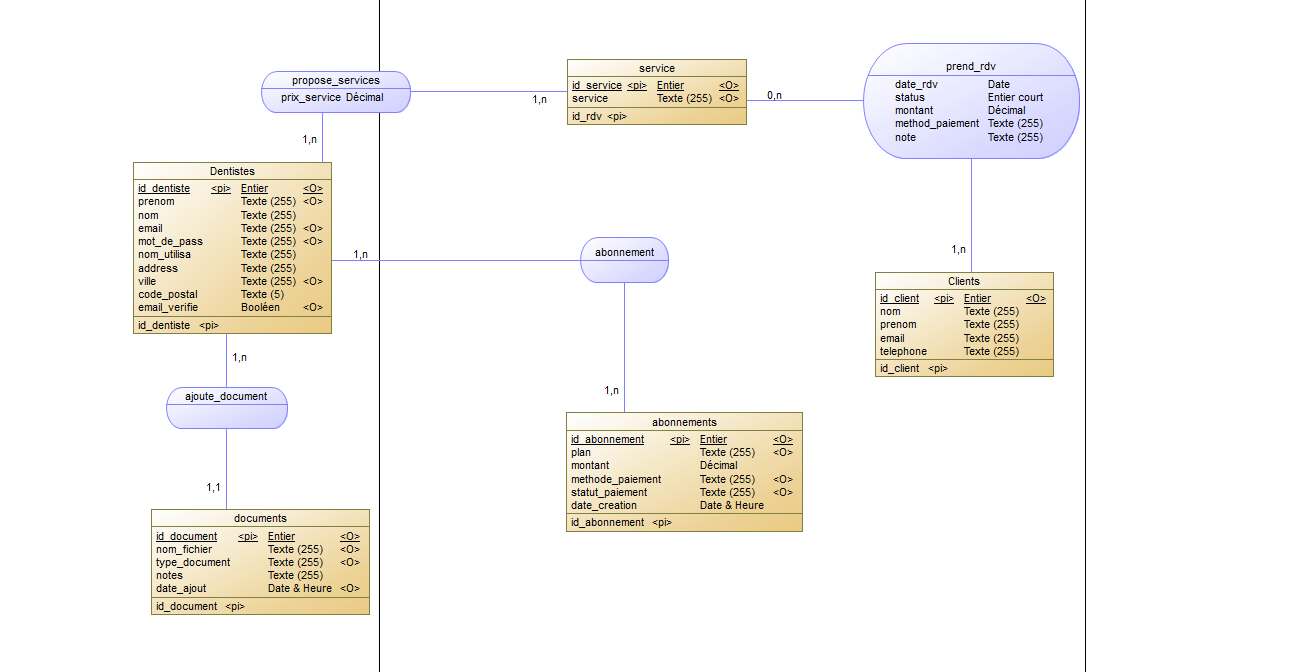 propose_services
prix_service Décimal
1,n
1,n
service
id_service <pi> Entier <O>
service Texte (255) <O>
id_rdv <pi>
0,n
prend_rdv
date_rdv Date
status Entier court
montant Décimal
method_paiement Texte (255)
note Texte (255)
1,n
Dentistes
id_dentiste <pi> Entier <O>
prenom Texte (255) <O>
nom Texte (255)
email Texte (255) <O>
mot_de_pass Texte (255) <O>
nom_utilisa Texte (255)
address Texte (255)
ville Texte (255) <O>
code_postal Texte (5)
email_verifie Booléen <O>
id_dentiste <pi>
1,n
abonnement
1,n
Clients
id_client <pi> Entier <O>
nom Texte (255)
prenom Texte (255)
email Texte (255)
telephone Texte (255)
id_client <pi>
1,n
ajoute_document
1,1
abonnements
id_abonnement <pi> Entier <O>
plan Texte (255) <O>
montant Décimal
methode_paiement Texte (255) <O>
statut_paiement Texte (255) <O>
date_creation Date & Heure
id_abonnement <pi>
documents
id_document <pi> Entier <O>
nom_fichier Texte (255) <O>
type_document Texte (255) <O>
notes Texte (255)
date_ajout Date & Heure <O>
id_document <pi>